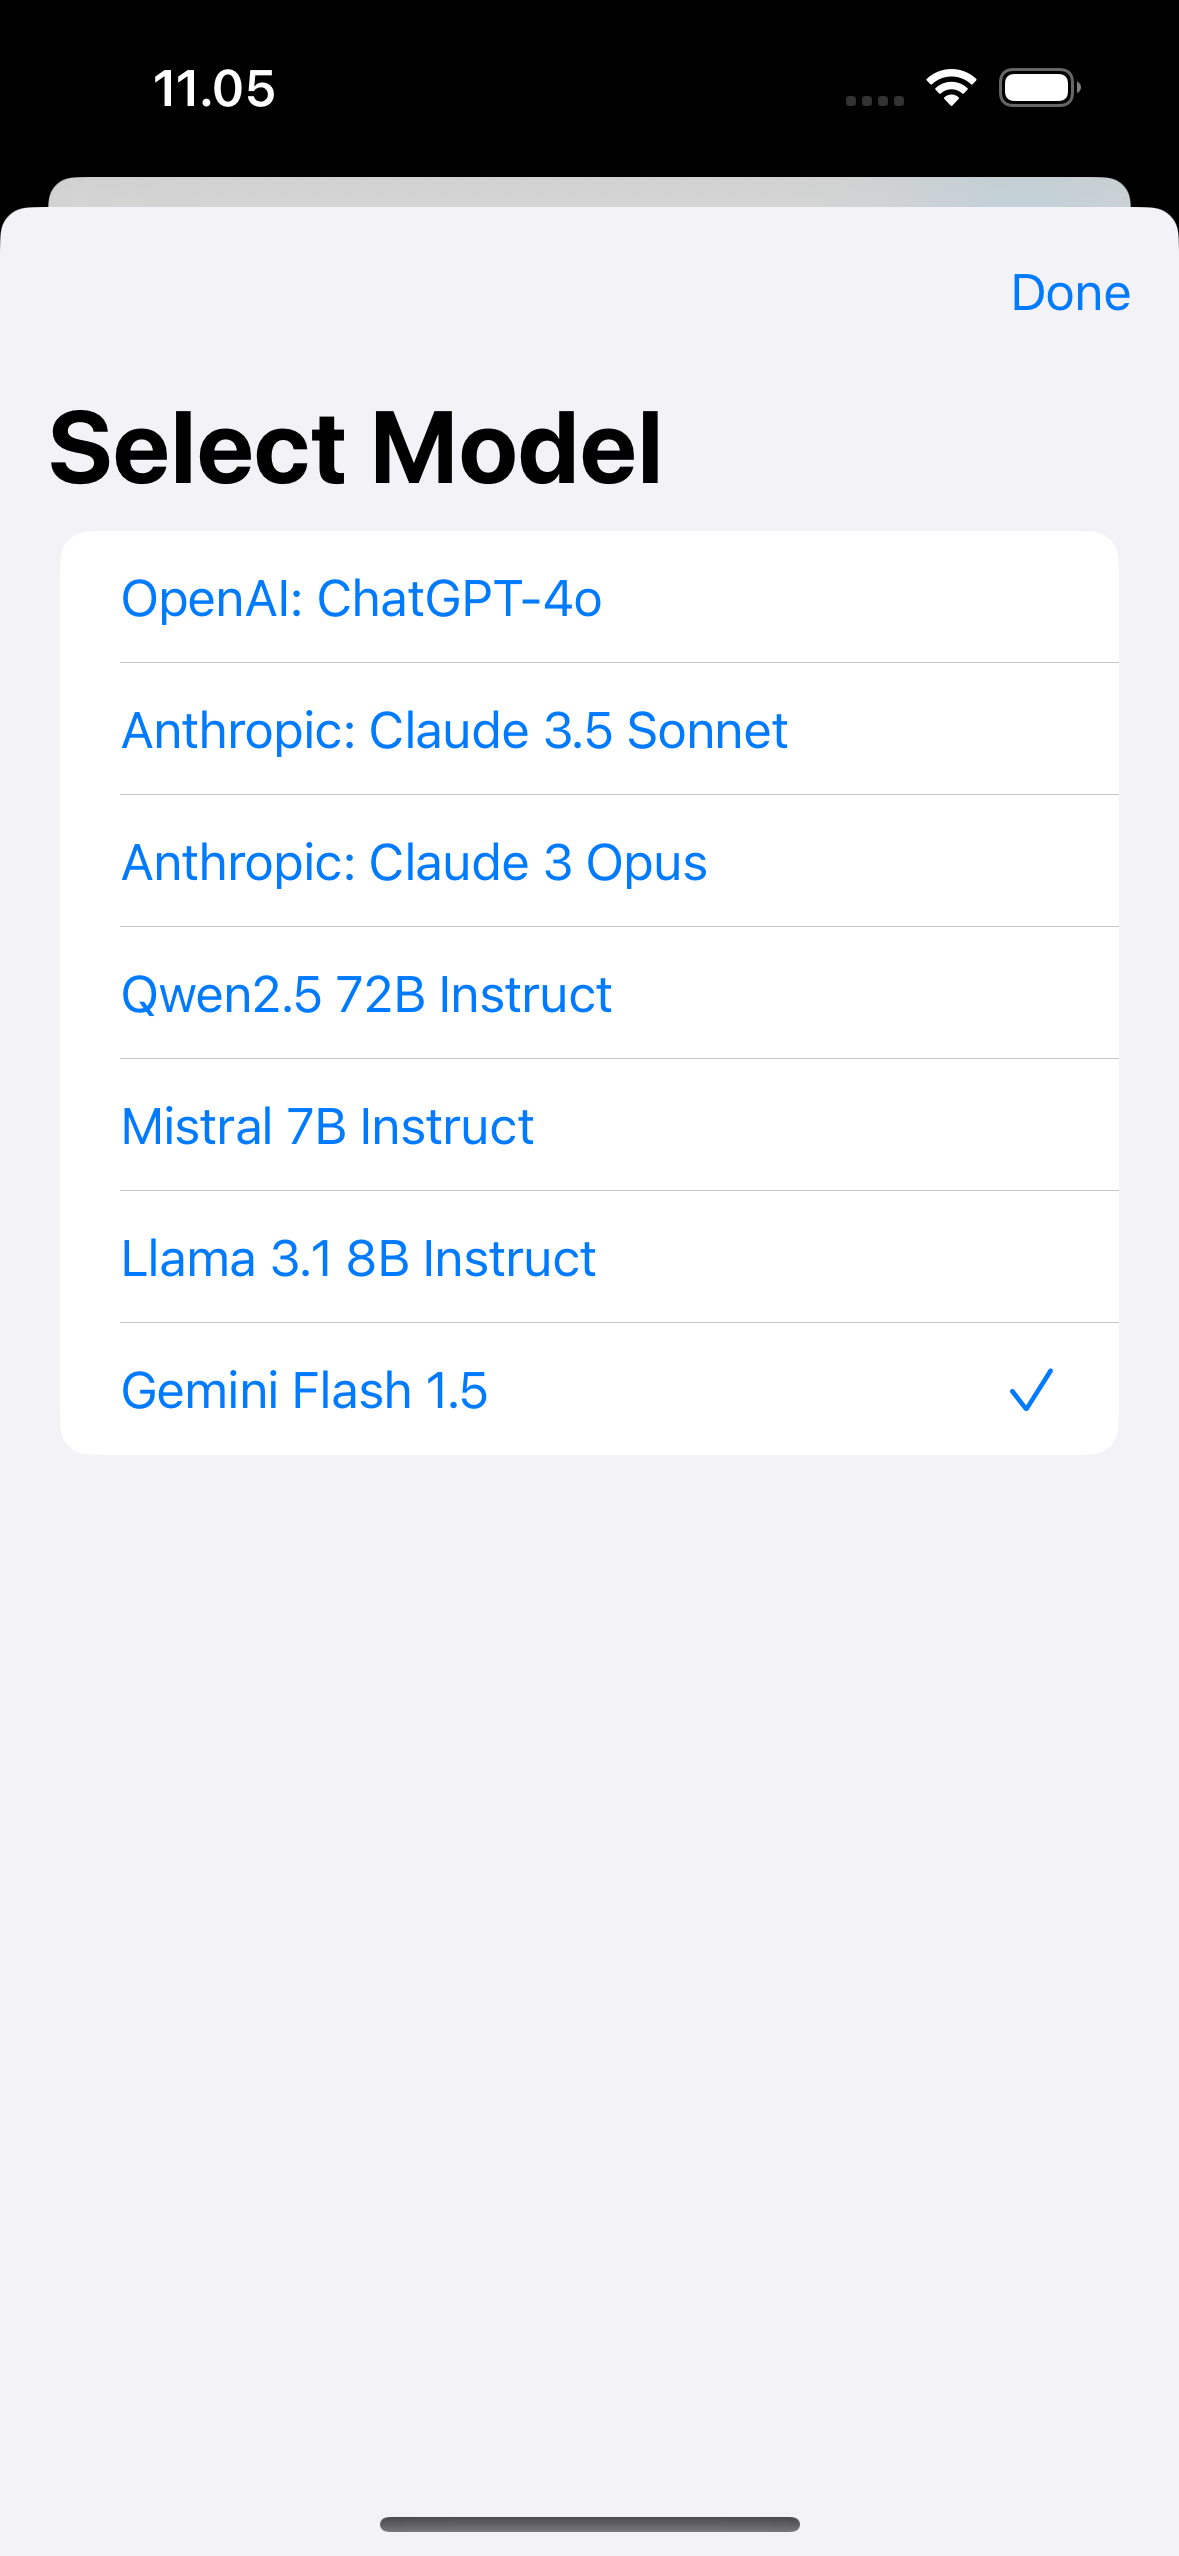 11.05
Done
Select Model
OpenAI: ChatGPT-4o
Anthropic: Claude 3.5 Sonnet
Anthropic: Claude 3 Opus
Qwen2.5 72B Instruct
Mistral 7B Instruct
Llama 3.1 8B Instruct
Gemini Flash 1.5